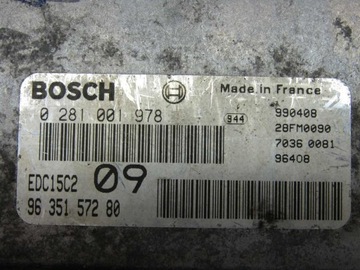 BOSCH
Made in France
0 281 001 978
944
990408
28FM0090
7036 0081
96408
EDC15C2 09
96 351 572 80